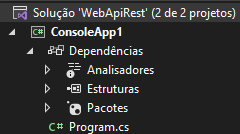 Solução 'WebApiRest' (2 de 2 projetos)
C# ConsoleApp1
Dependências
Analisadores
Estruturas
Pacotes
C# Program.cs